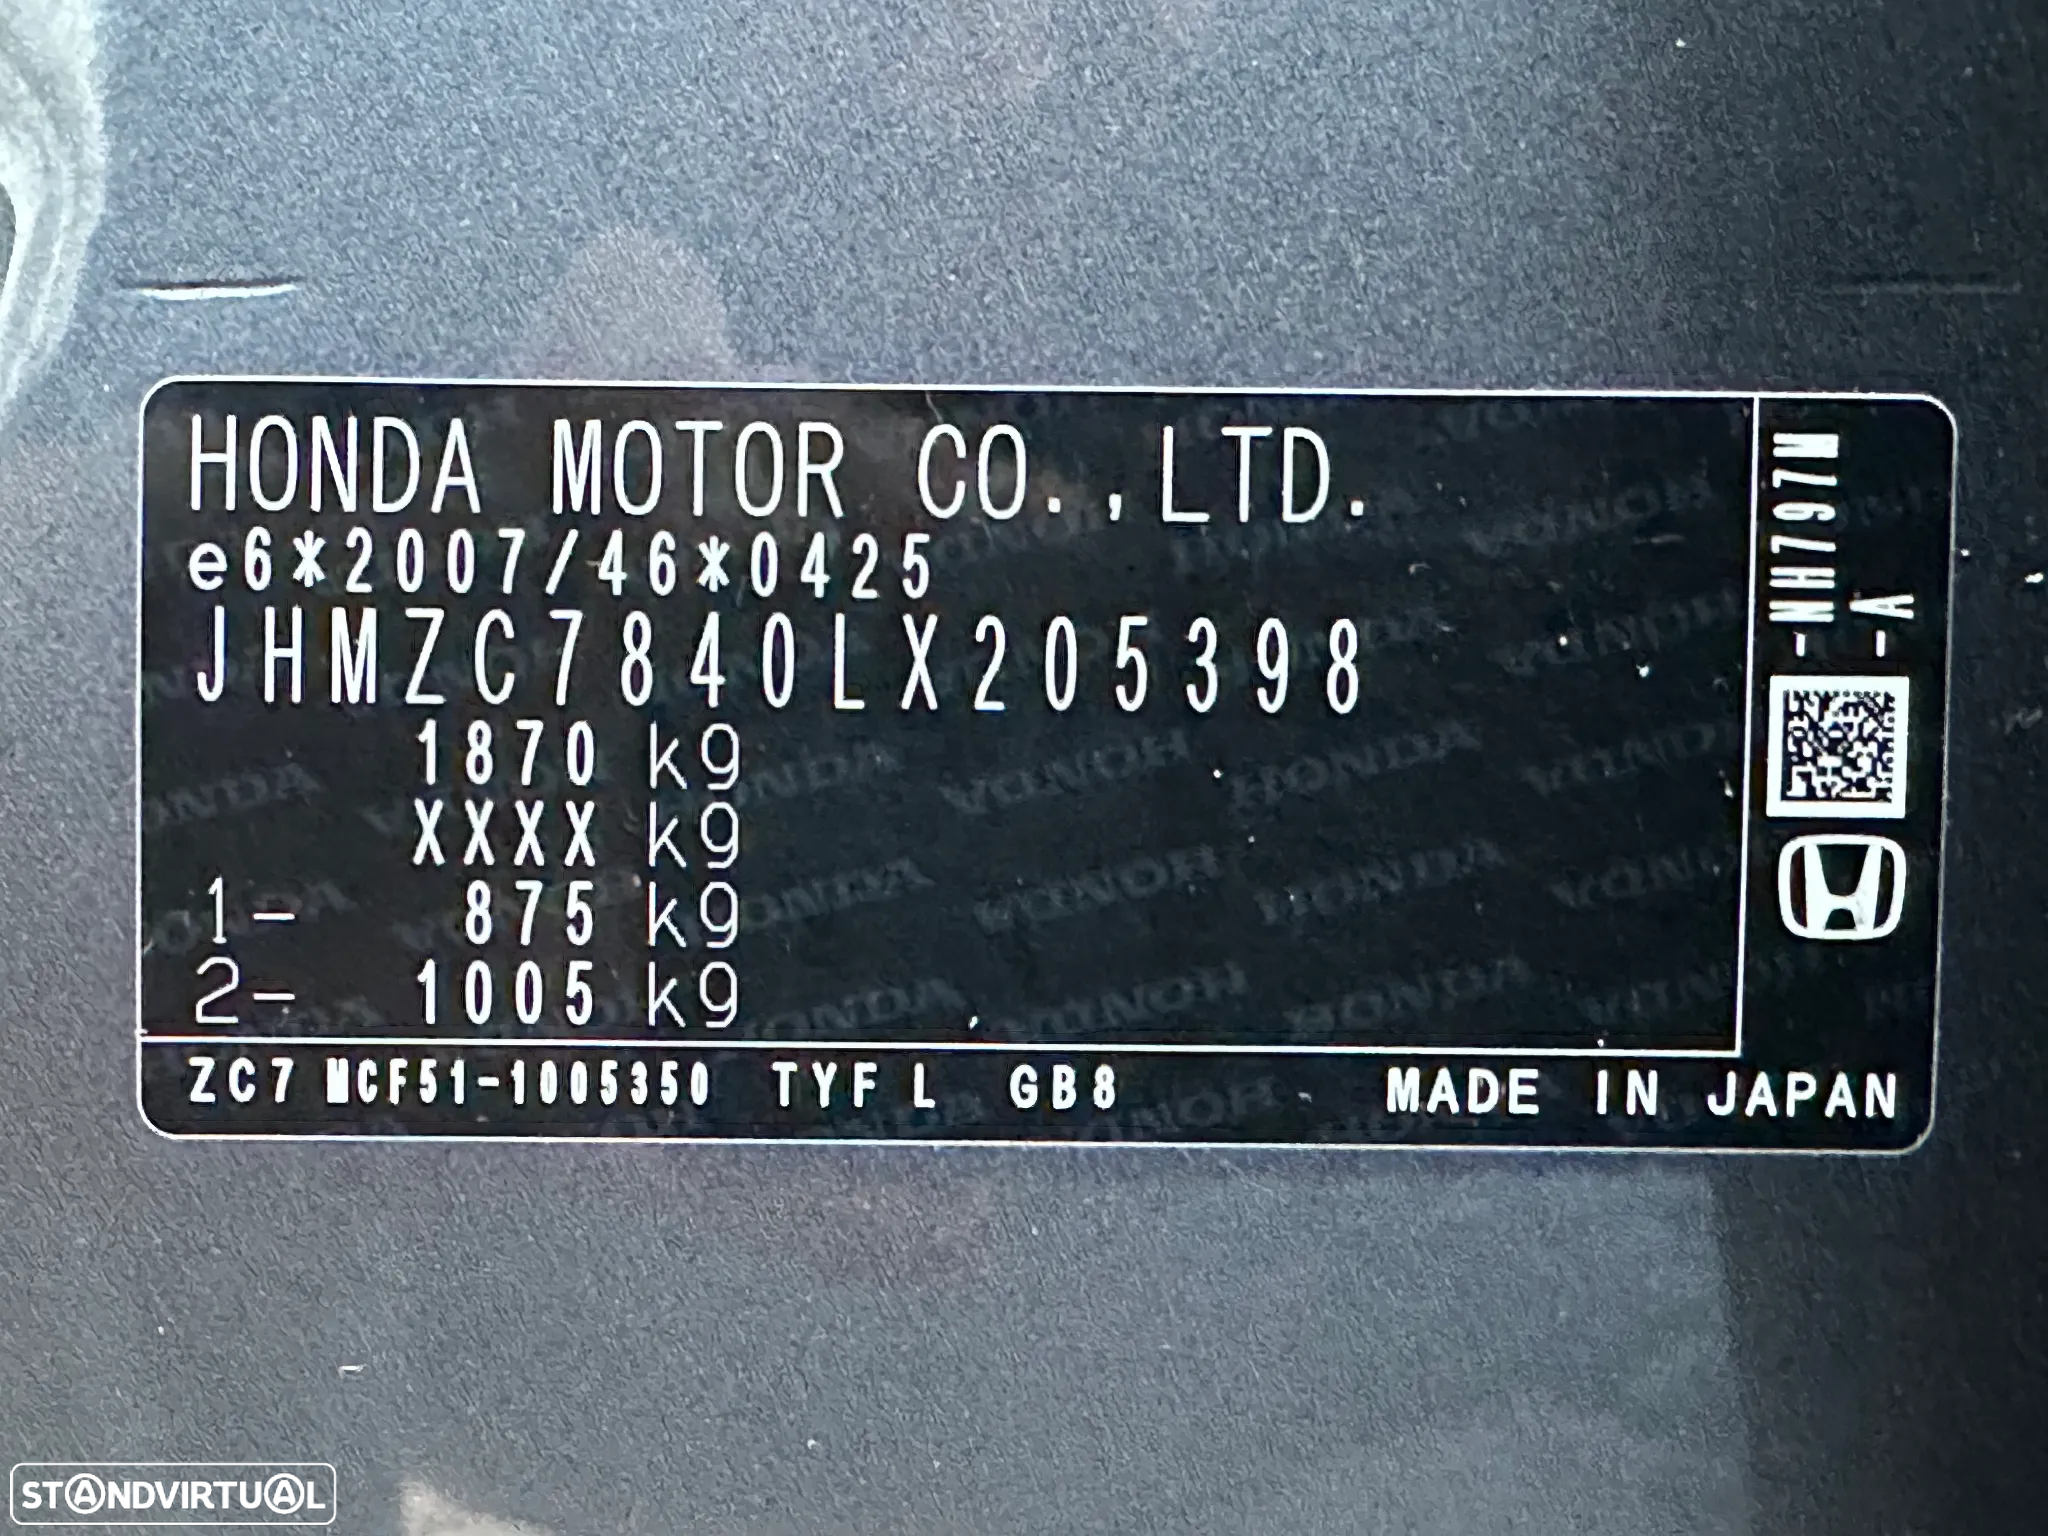 HONDA MOTOR CO.,LTD.
e6*2007/46*0425
JHMZC7840LX205398
1870 kg
XXXX kg
1- 875 kg
2- 1005 kg
ZC7 MCF51-1005350 TYF L GB8 MADE IN JAPAN
-NH797M
-A
STANDVIRTUAL